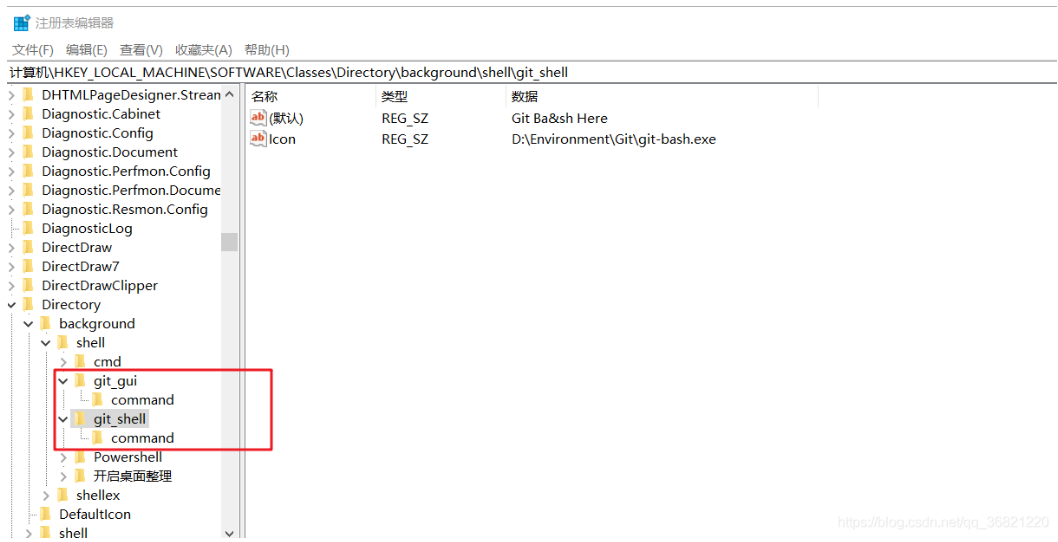 注册表编辑器
文件(F) 编辑(E) 查看(V) 收藏夹(A) 帮助(H)
计算机\HKEY_LOCAL_MACHINE\SOFTWARE\Classes\Directory\background\shell\git_shell
DHTMLPageDesigner.Stream
Diagnostic.Cabinet
Diagnostic.Config
Diagnostic.Document
Diagnostic.Perfmon.Config
Diagnostic.Perfmon.Docume
Diagnostic.Resmon.Config
DiagnosticLog
DirectDraw
DirectDraw7
DirectDrawClipper
Directory
background
shell
cmd
git_gui
command
git_shell
command
Powershell
开启桌面整理
shellex
DefaultIcon
shell
名称 类型 数据
ab (默认) REG_SZ Git Ba&sh Here
ab Icon REG_SZ D:\Environment\Git\git-bash.exe
https://blog.csdn.net/qq_36821220